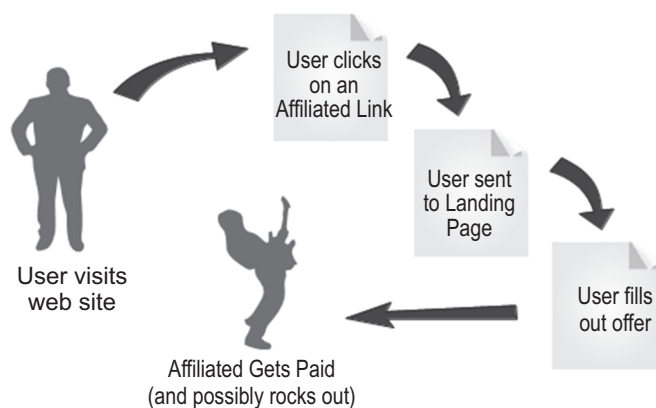 User visits
web site
User clicks
on an
Affiliated Link
User sent
to Landing
Page
User fills
out offer
Affiliated Gets Paid
(and possibly rocks out)